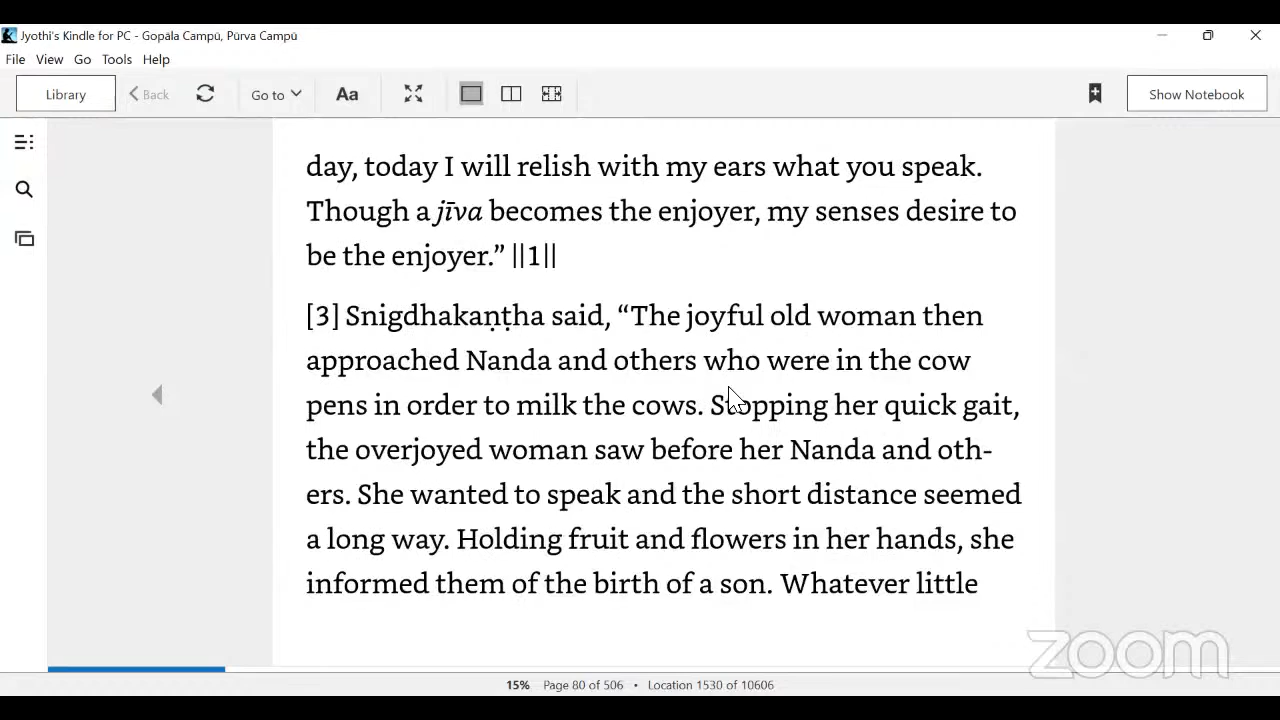 Jyothi's Kindle for PC - Gopāla Campū, Pūrva Campū
File View Go Tools Help
Library Back Go to Aa Show Notebook
day, today I will relish with my ears what you speak.
Though a jīva becomes the enjoyer, my senses desire to
be the enjoyer.” ||1||
[3] Snigdhakaṇṭha said, “The joyful old woman then
approached Nanda and others who were in the cow
pens in order to milk the cows. Stopping her quick gait,
the overjoyed woman saw before her Nanda and oth-
ers. She wanted to speak and the short distance seemed
a long way. Holding fruit and flowers in her hands, she
informed them of the birth of a son. Whatever little
zoom
15% Page 80 of 506 • Location 1530 of 10606